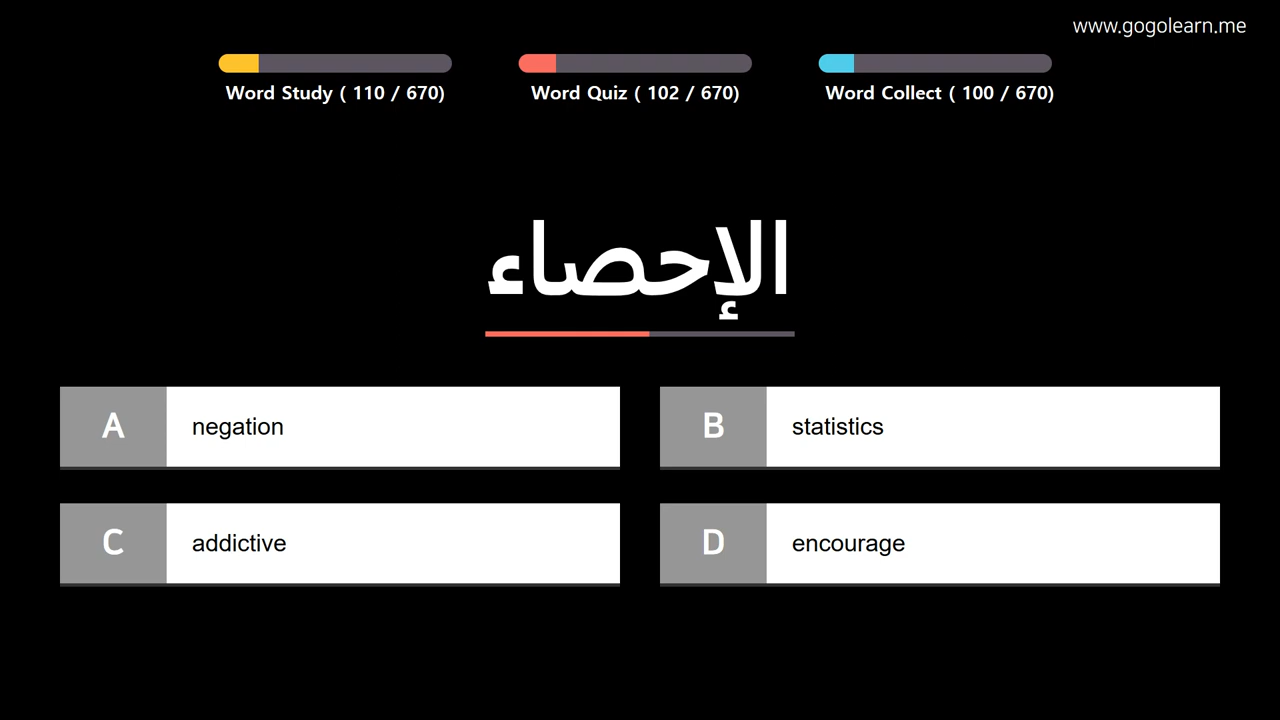 www.gogolearn.me
Word Study ( 110 / 670)
Word Quiz ( 102 / 670)
Word Collect ( 100 / 670)
الإحصاء
A negation
B statistics
C addictive
D encourage